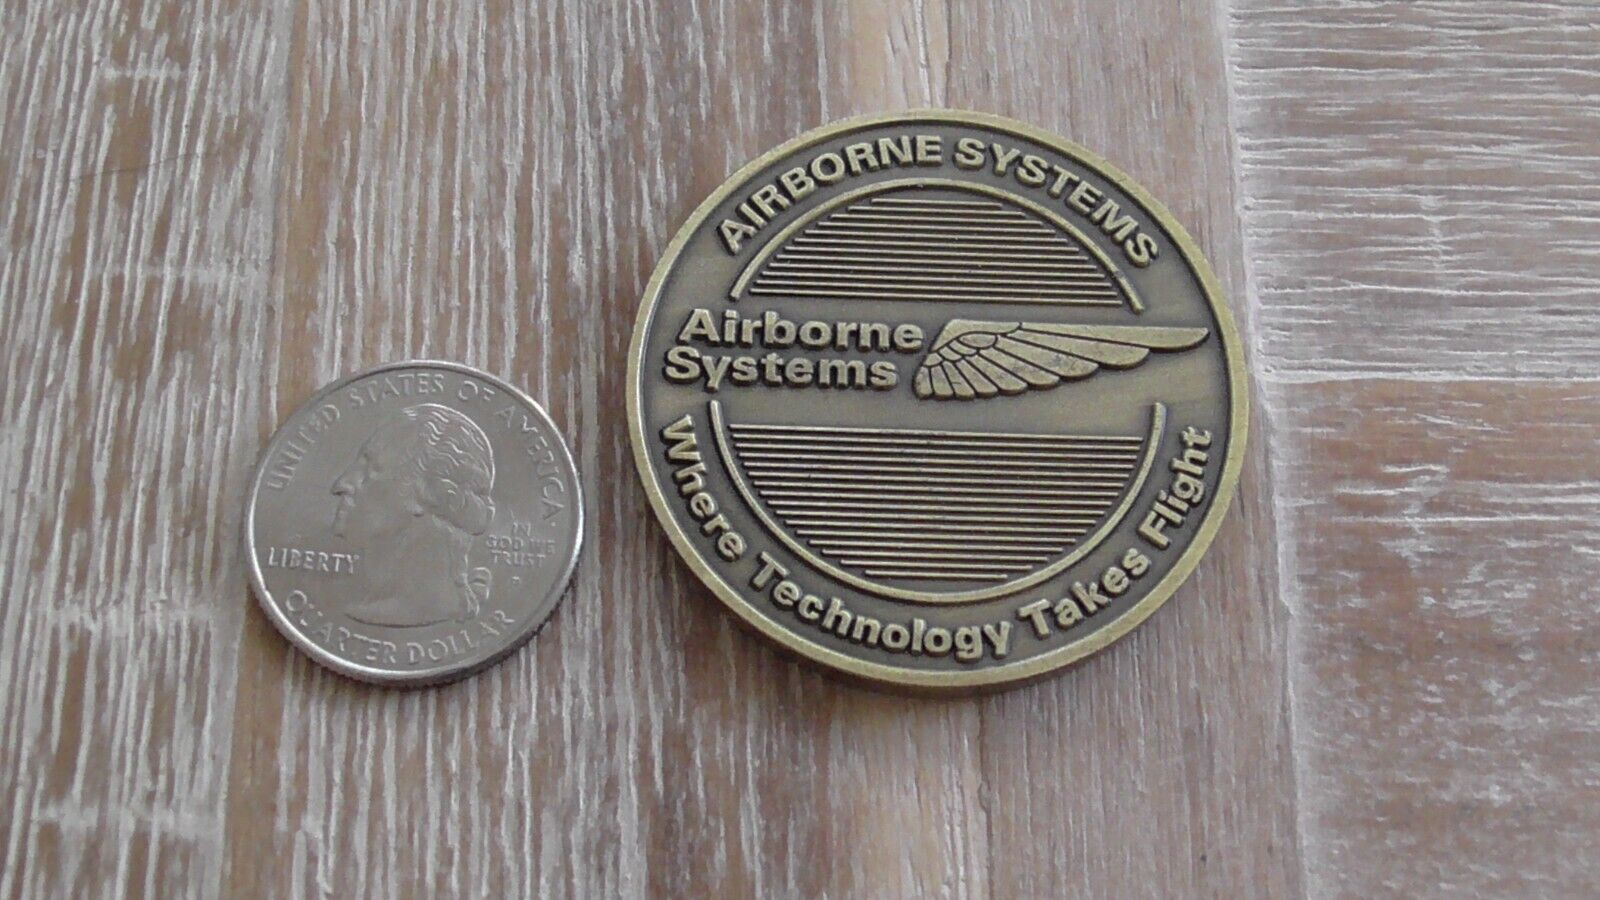 UNITED STATES OF AMERICA
LIBERTY
IN
GOD WE
TRUST
P
QUARTER DOLLAR
AIRBORNE SYSTEMS
Airborne
Systems
Where Technology Takes Flight